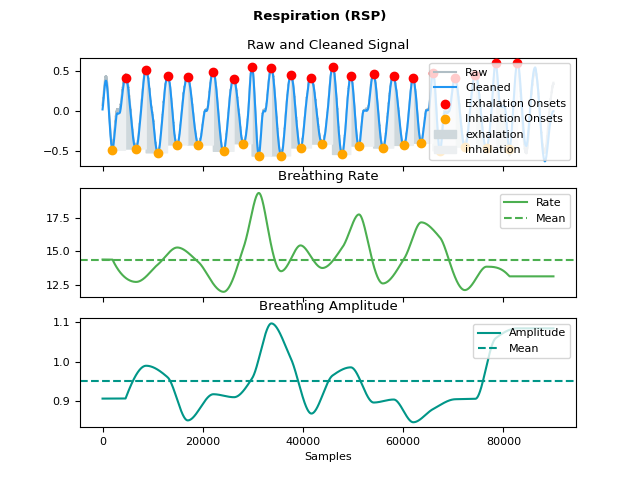 Respiration (RSP)
Raw and Cleaned Signal
0.5
0.0
−0.5
Raw
Cleaned
Exhalation Onsets
Inhalation Onsets
exhalation
inhalation
Breathing Rate
17.5
15.0
12.5
Rate
Mean
Breathing Amplitude
1.1
1.0
0.9
Amplitude
Mean
0 20000 40000 60000 80000
Samples